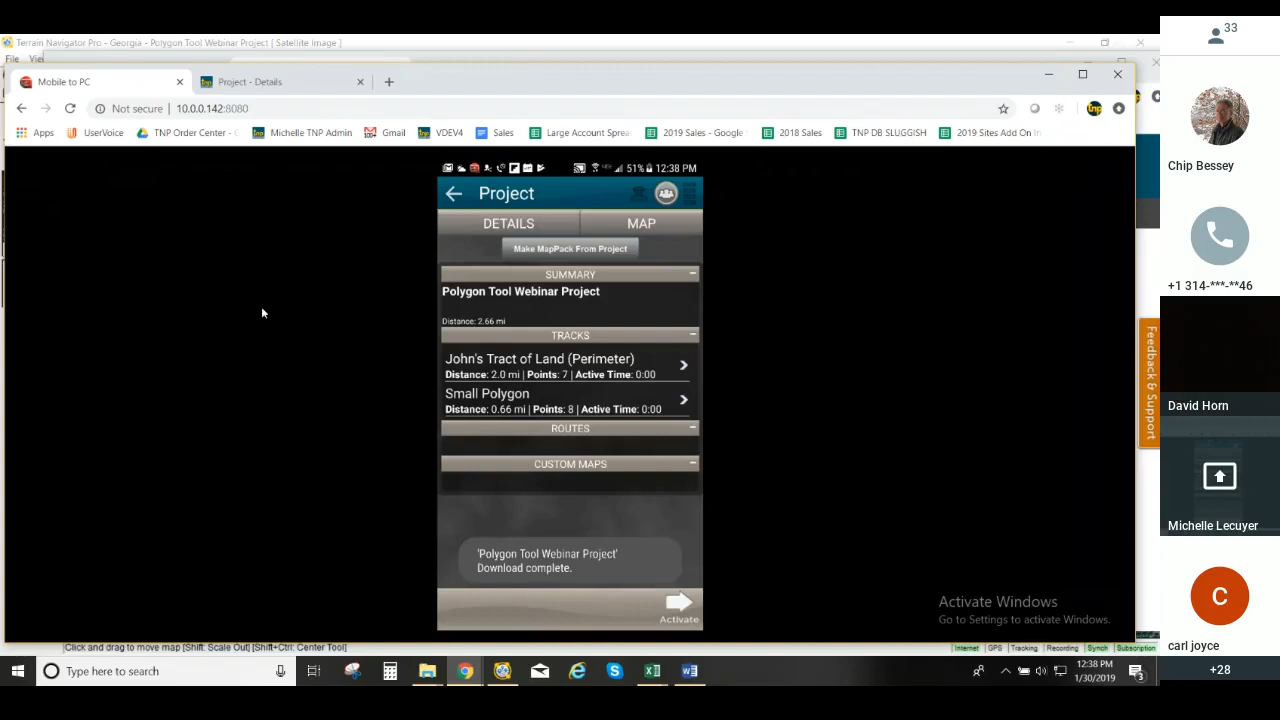 Terrain Navigator Pro - Georgia - Polygon Tool Webinar Project [ Satellite Image ]
File Vie
Mobile to PC
Project - Details
Not secure | 10.0.0.142:8080
Apps UserVoice TNP Order Center - G Michelle TNP Admin Gmail VDEV4 Sales Large Account Sprea 2019 Sales - Google 2018 Sales TNP DB SLUGGISH 2019 Sites Add On In
51% 12:38 PM
Project
DETAILS MAP
Make MapPack From Project
SUMMARY
Polygon Tool Webinar Project
Distance: 2.66 mi
TRACKS
John's Tract of Land (Perimeter)
Distance: 2.0 mi | Points: 7 | Active Time: 0:00
Small Polygon
Distance: 0.66 mi | Points: 8 | Active Time: 0:00
ROUTES
CUSTOM MAPS
'Polygon Tool Webinar Project'
Download complete.
Activate
Activate Windows
Go to Settings to activate Windows.
Feedback & Support
Click and drag to move map [Shift: Scale Out] [Shift+Ctrl: Center Tool]
Internet GPS Tracking Recording Synch Subscription
Type here to search
12:38 PM
1/30/2019
3
33
Chip Bessey
+1 314-***-**46
David Horn
Michelle Lecuyer
C
carl joyce
+28